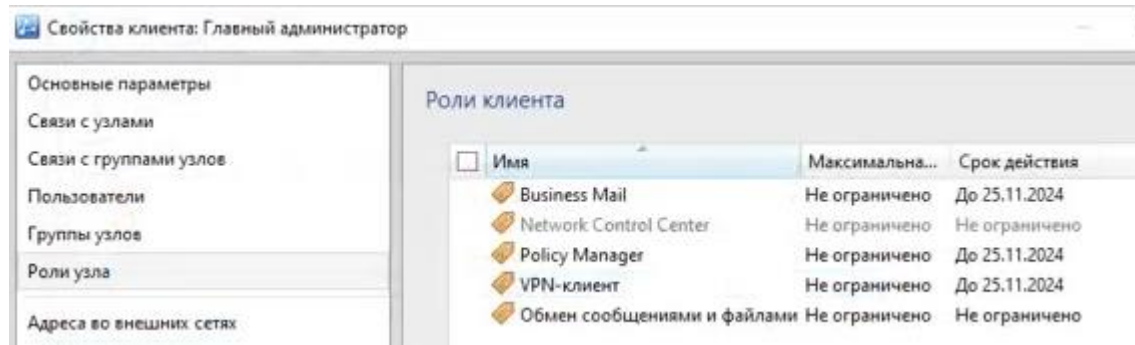 Свойства клиента: Главный администратор
Основные параметры
Связи с узлами
Связи с группами узлов
Пользователи
Группы узлов
Роли узла
Адреса во внешних сетях
Роли клиента
Имя Максимальна... Срок действия
Business Mail Не ограничено До 25.11.2024
Network Control Center Не ограничено Не ограничено
Policy Manager Не ограничено До 25.11.2024
VPN-клиент Не ограничено До 25.11.2024
Обмен сообщениями и файлами Не ограничено Не ограничено